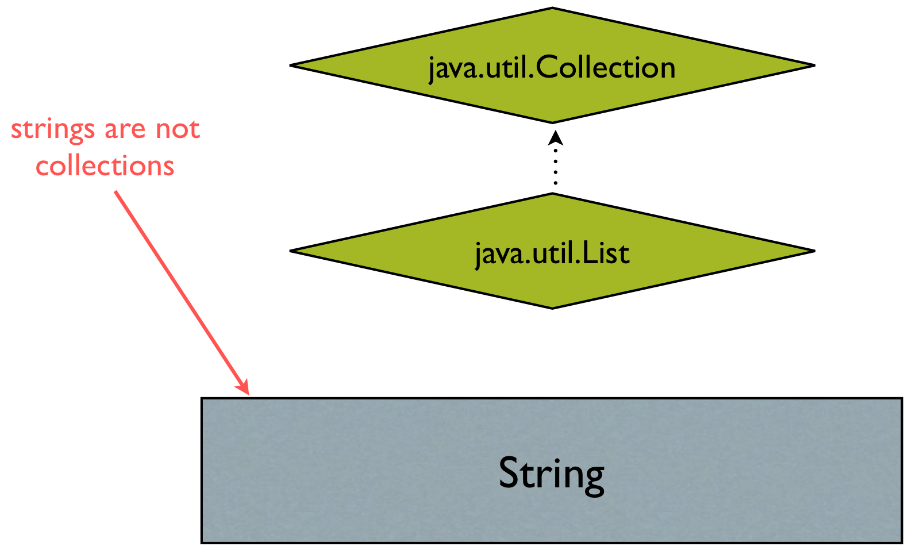 java.util.Collection
strings are not
collections
java.util.List
String